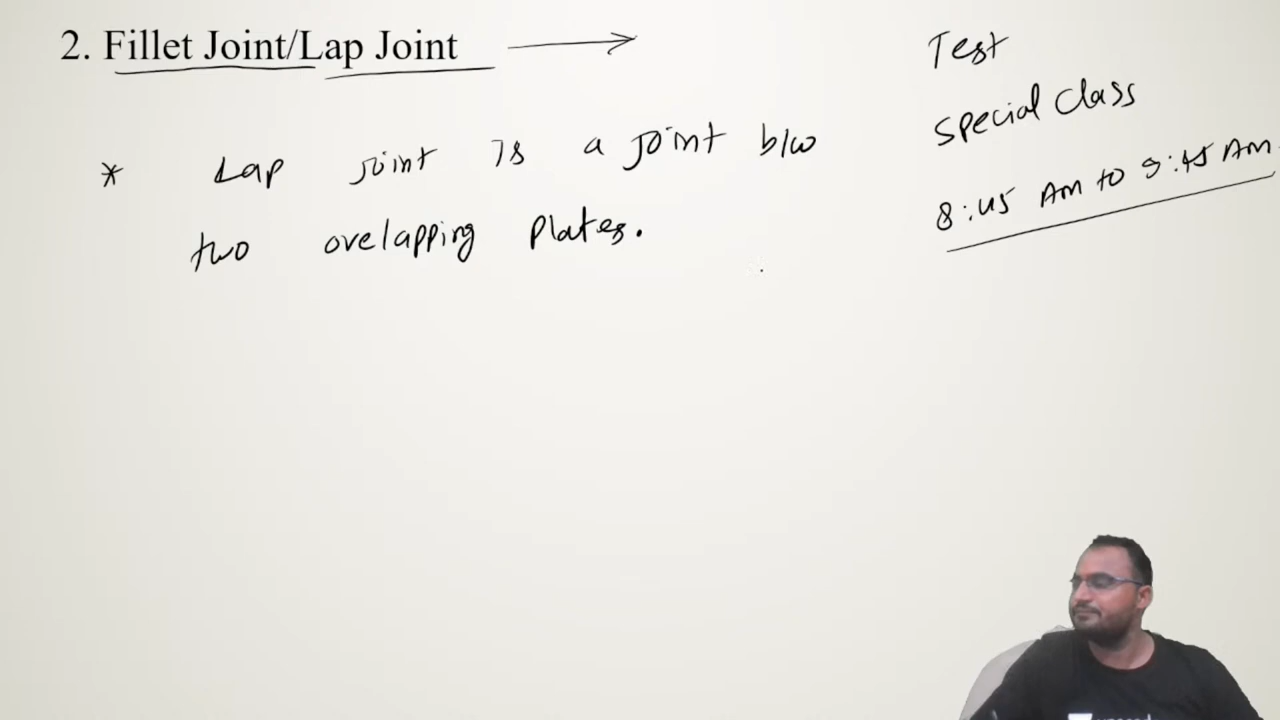 2. Fillet Joint/Lap Joint
* Lap joint is a joint b/w
two ovelapping plates.
Test
Special Class
8:45 Am to 9:45 Am